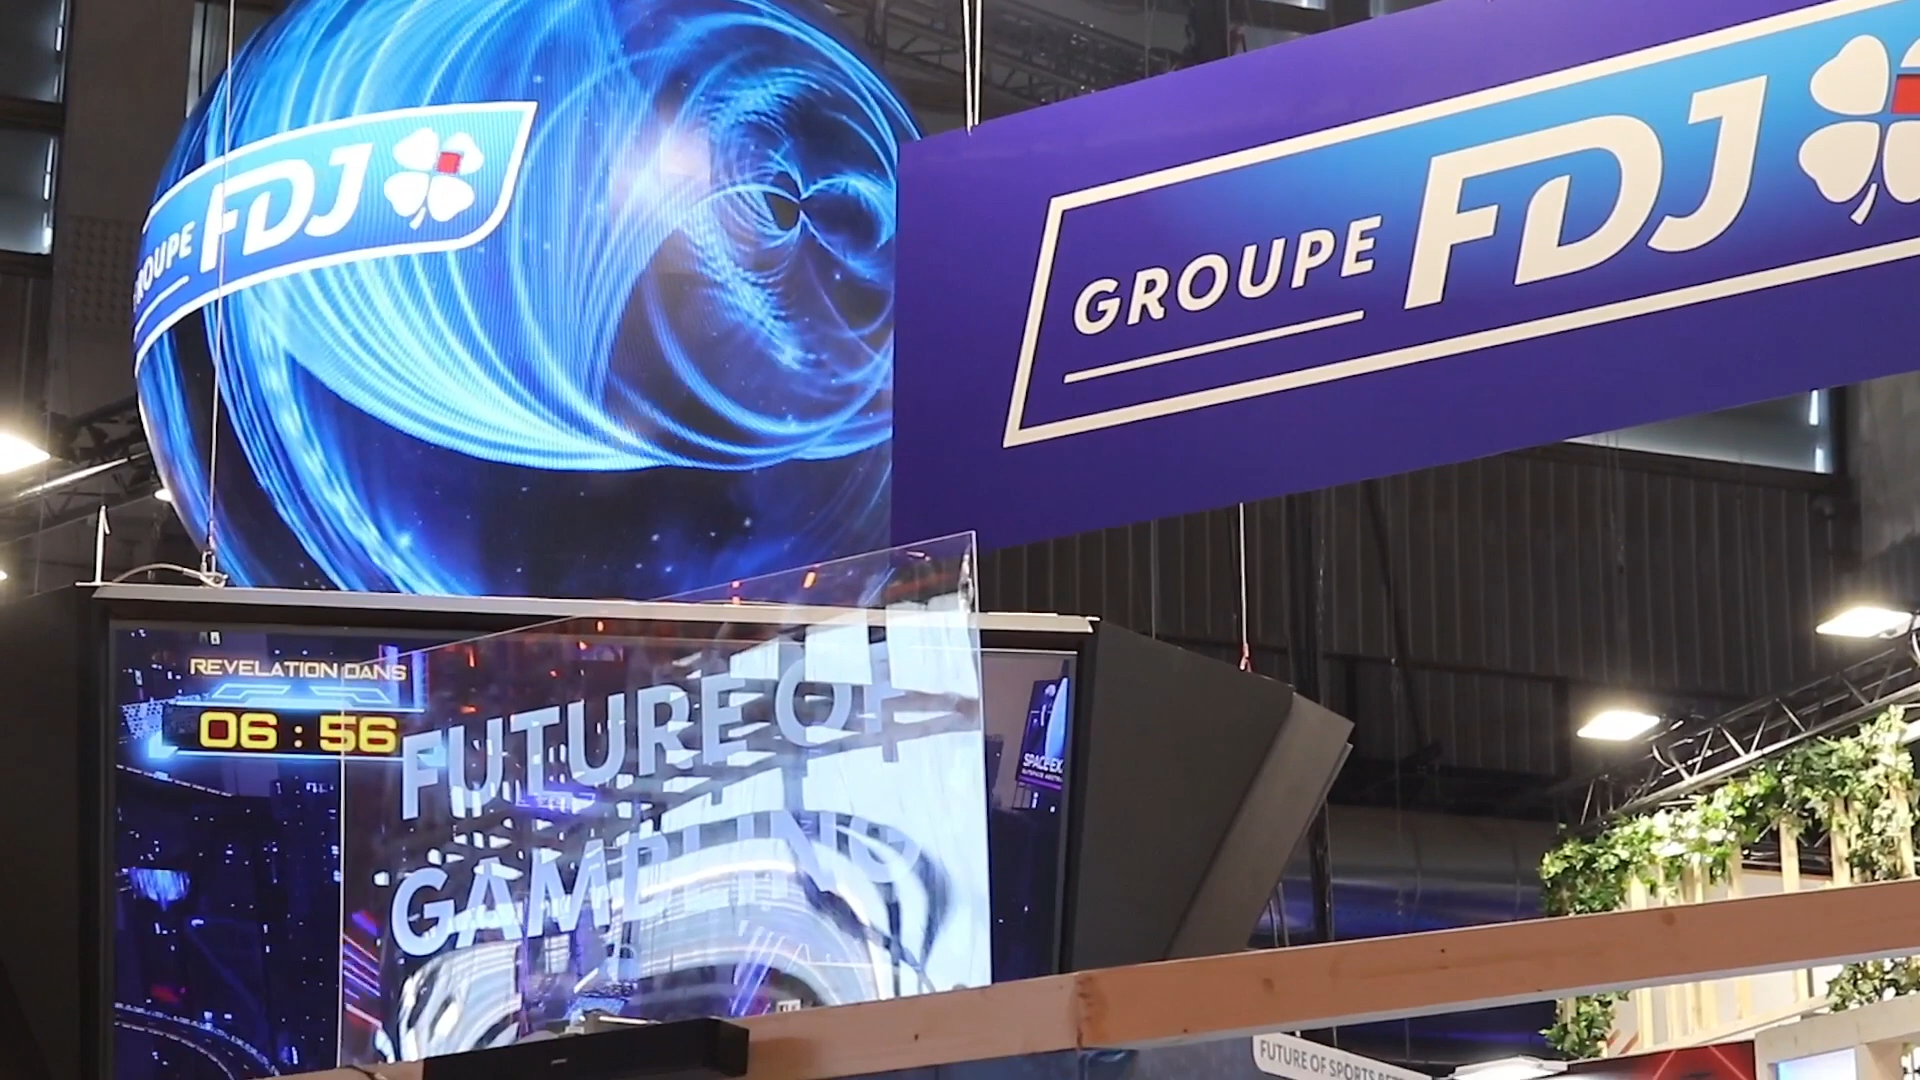 GROUPE FDJ
GROUPE FDJ
REVELATION DANS
06 : 56
FUTURE OF
GAMBLING
FUTURE OF SPORTS